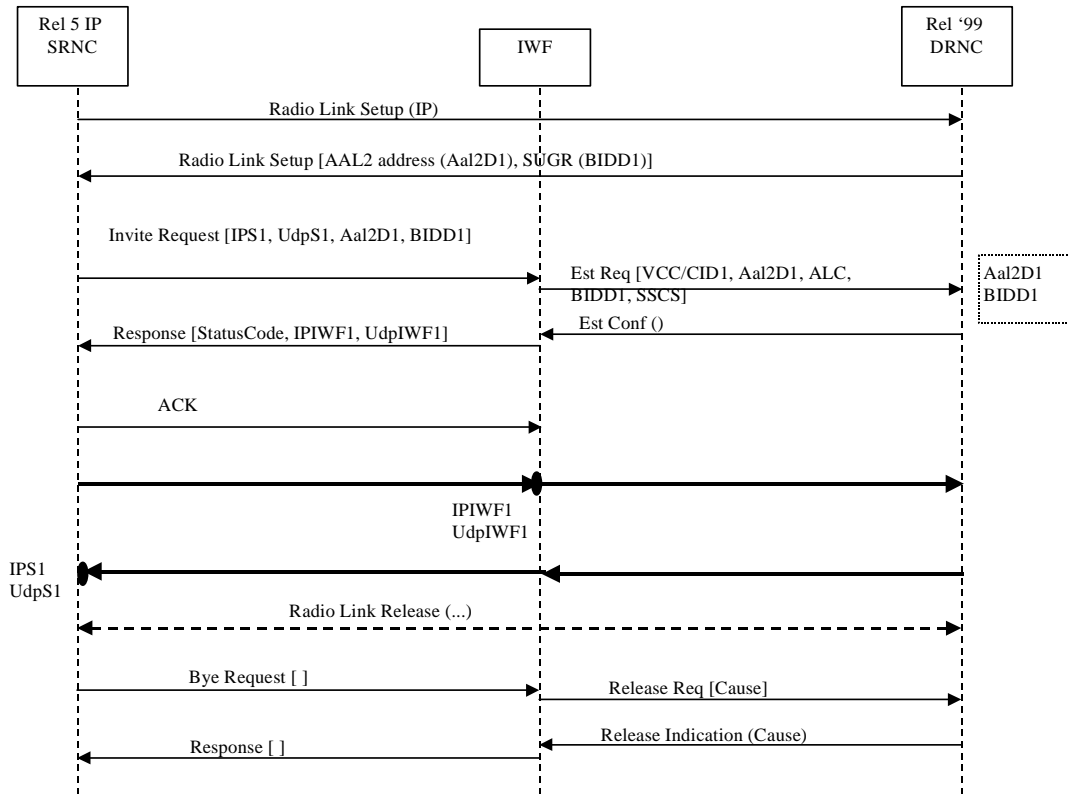 Rel 5 IP
SRNC
IWF
Rel ‘99
DRNC
Radio Link Setup (IP)
Radio Link Setup [AAL2 address (Aal2D1), SUGR (BIDD1)]
Invite Request [IPS1, UdpS1, Aal2D1, BIDD1]
Est Req [VCC/CID1, Aal2D1, ALC,
BIDD1, SSCS]
Aal2D1
BIDD1
Est Conf ()
Response [StatusCode, IPIWF1, UdpIWF1]
ACK
IPIWF1
UdpIWF1
IPS1
UdpS1
Radio Link Release (...)
Bye Request [ ]
Release Req [Cause]
Release Indication (Cause)
Response [ ]